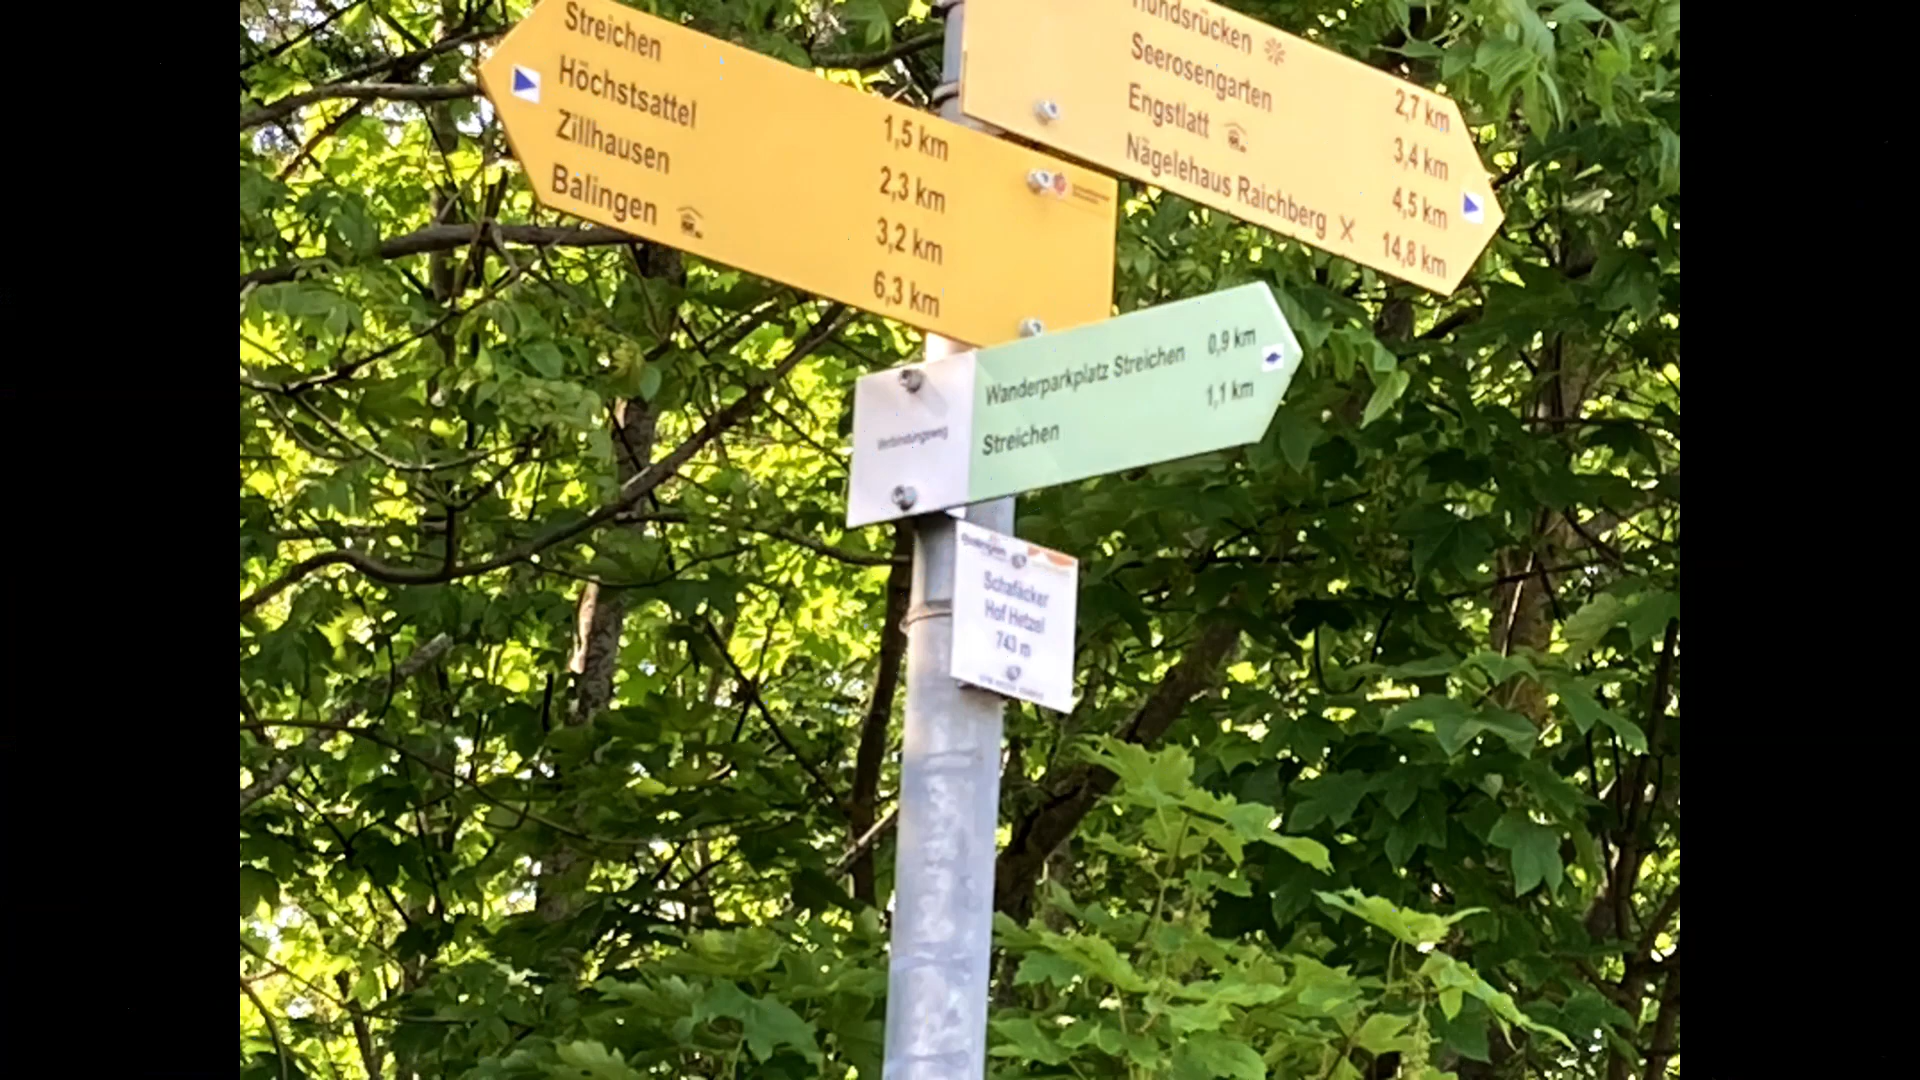 Streichen 1,5 km
Höchstsattel 2,3 km
Zillhausen 3,2 km
Balingen 6,3 km
Hundsrücken 2,7 km
Seerosengarten 3,4 km
Engstlatt 4,5 km
Nägelehaus Raichberg 14,8 km
Wanderparkplatz Streichen 0,9 km
Streichen 1,1 km
Verbindungsweg
Balingen
Schafäcker
Hof Hetzel
743 m